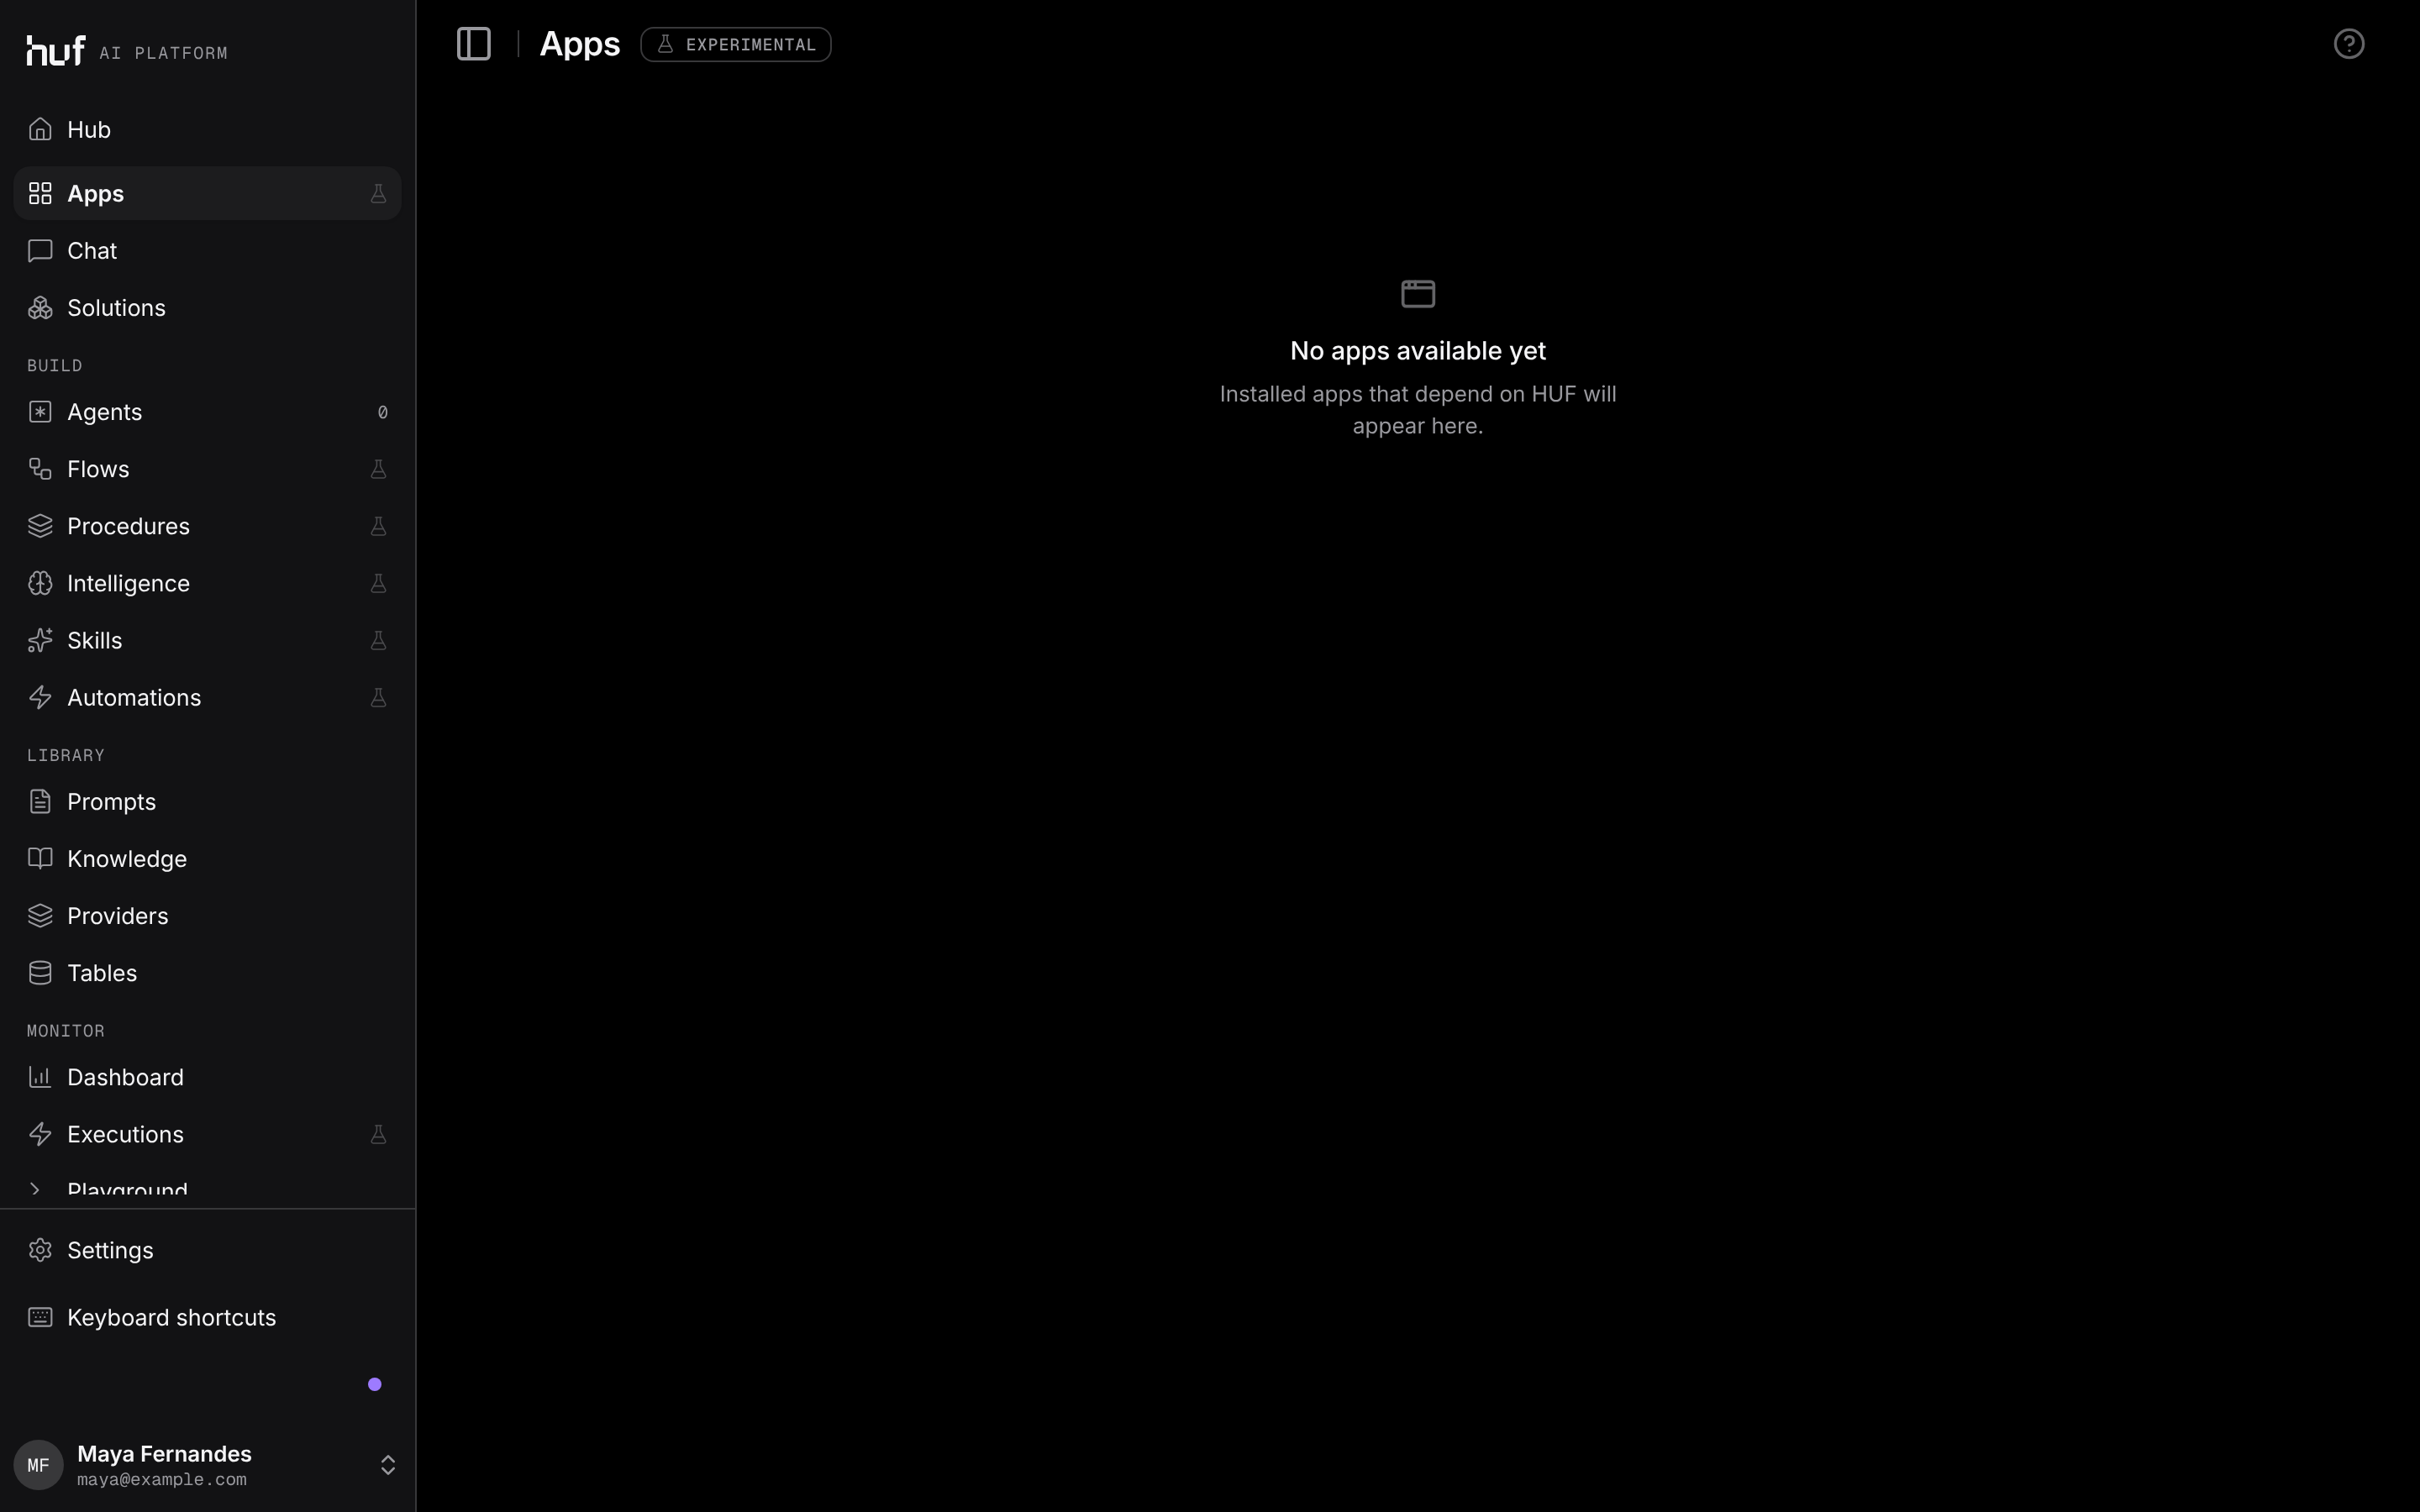 huf AI PLATFORM
Hub
Apps
Chat
Solutions
BUILD
Agents 0
Flows
Procedures
Intelligence
Skills
Automations
LIBRARY
Prompts
Knowledge
Providers
Tables
MONITOR
Dashboard
Executions
Playground
Settings
Keyboard shortcuts
MF
Maya Fernandes
maya@example.com
Apps EXPERIMENTAL
No apps available yet
Installed apps that depend on HUF will
appear here.